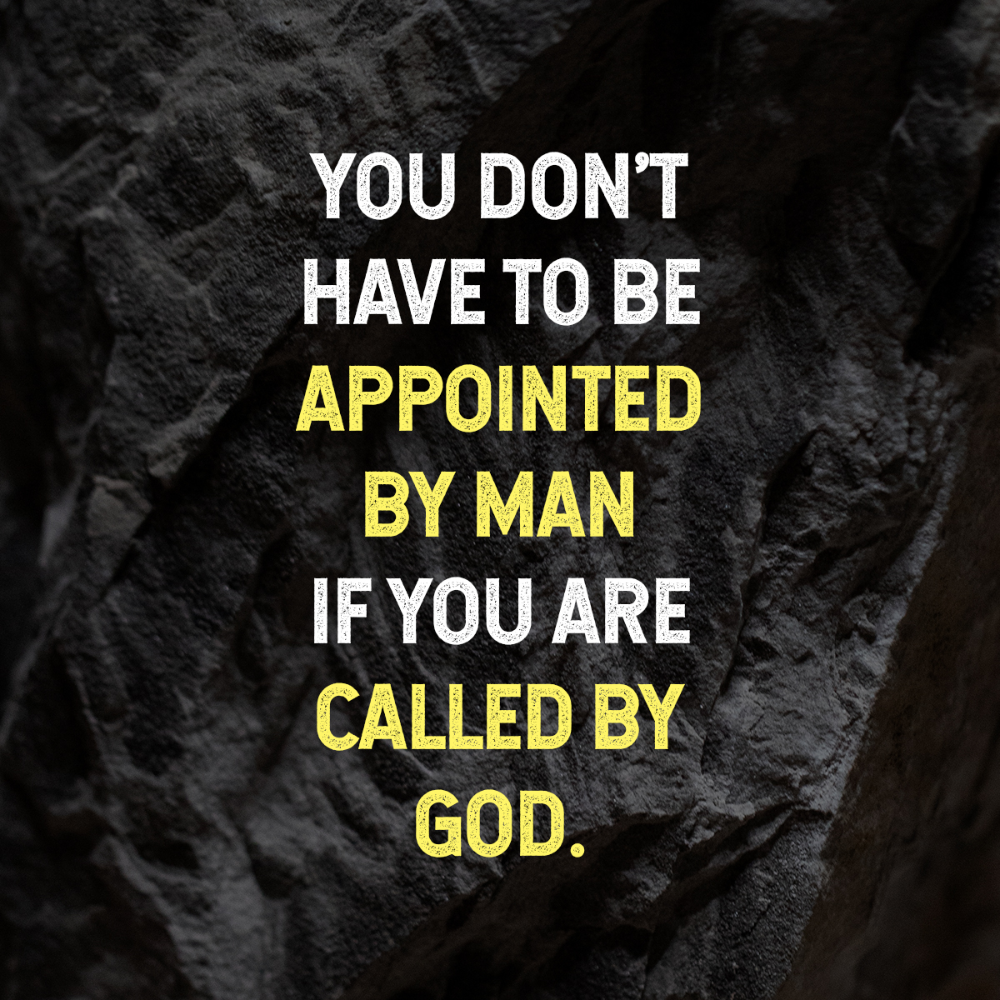 YOU DON'T
HAVE TO BE
APPOINTED
BY MAN
IF YOU ARE
CALLED BY
GOD.